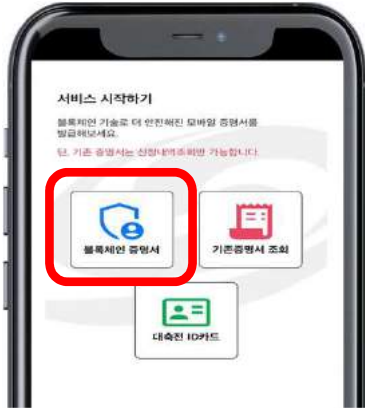 서비스 시작하기
블록체인 기술로 더 안전해진 모바일 증명서를
발급해보세요.
단, 기존 증명서는 신청내역조회만 가능합니다.
블록체인 증명서
기존증명서 조회
대축전 ID카드